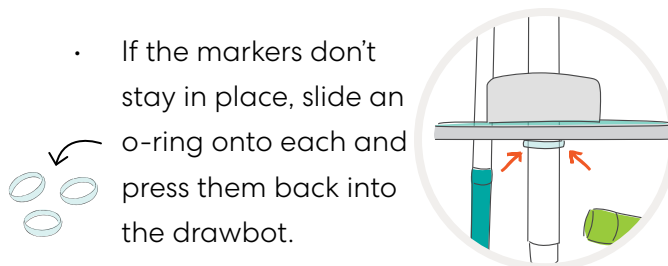 · If the markers don't
stay in place, slide an
o-ring onto each and
press them back into
the drawbot.